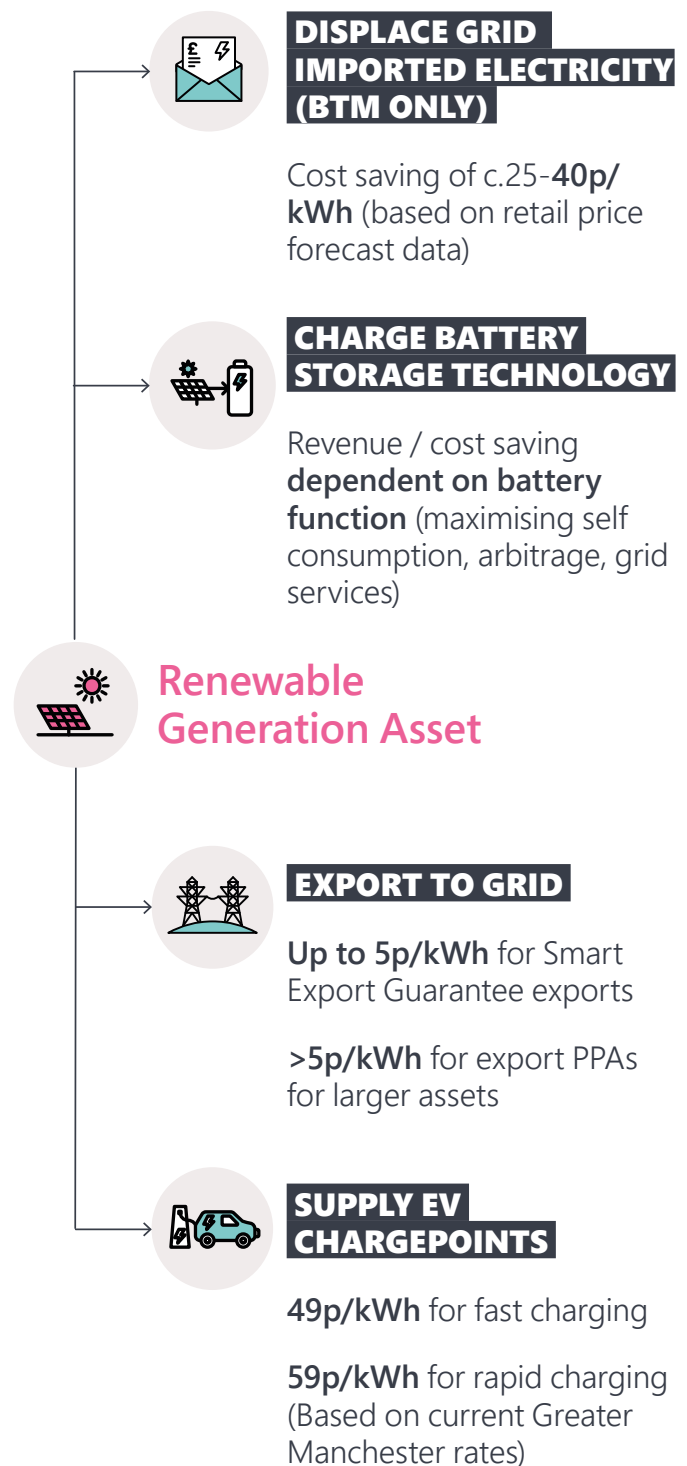 £
DISPLACE GRID
IMPORTED ELECTRICITY
(BTM ONLY)
Cost saving of c.25-40p/
kWh (based on retail price
forecast data)
CHARGE BATTERY
STORAGE TECHNOLOGY
Revenue / cost saving
dependent on battery
function (maximising self
consumption, arbitrage, grid
services)
Renewable
Generation Asset
EXPORT TO GRID
Up to 5p/kWh for Smart
Export Guarantee exports
>5p/kWh for export PPAs
for larger assets
SUPPLY EV
CHARGEPOINTS
49p/kWh for fast charging
59p/kWh for rapid charging
(Based on current Greater
Manchester rates)